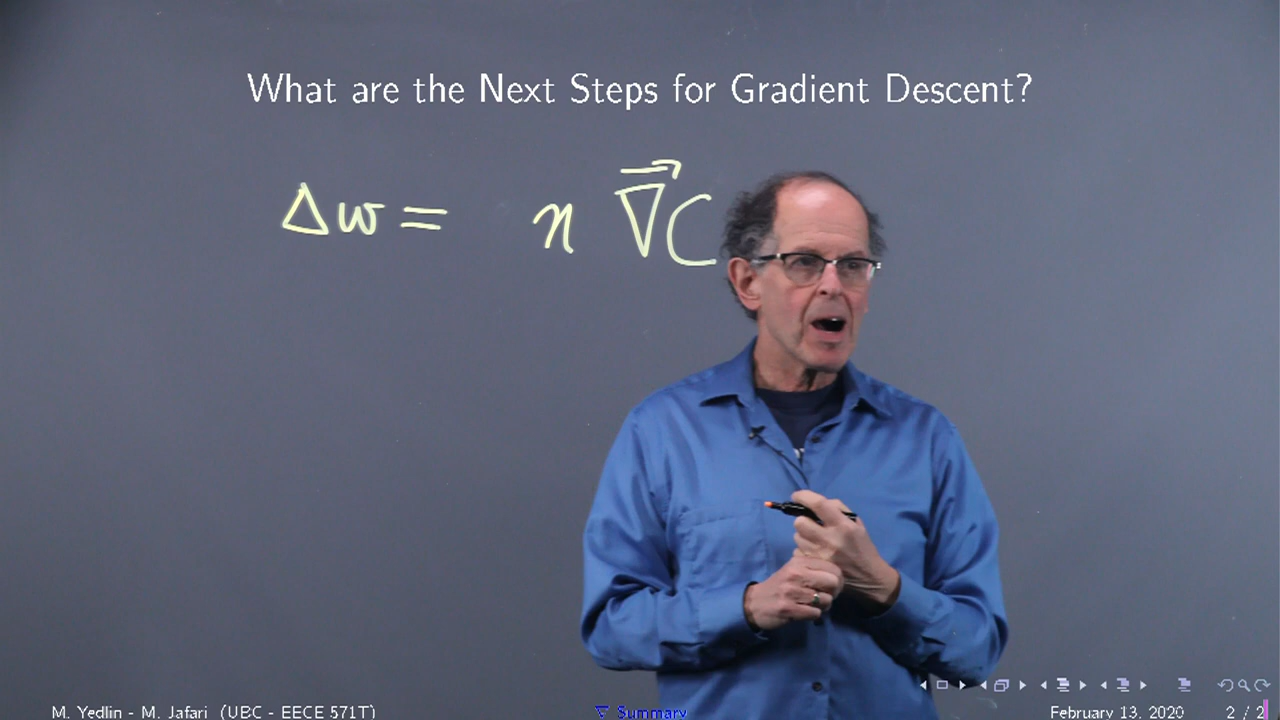 What are the Next Steps for Gradient Descent?
Δw = η ∇⃗C
M. Yedlin - M. Jafari (UBC - EECE 571T)
∇ Summary
February 13, 2020
2 / 2